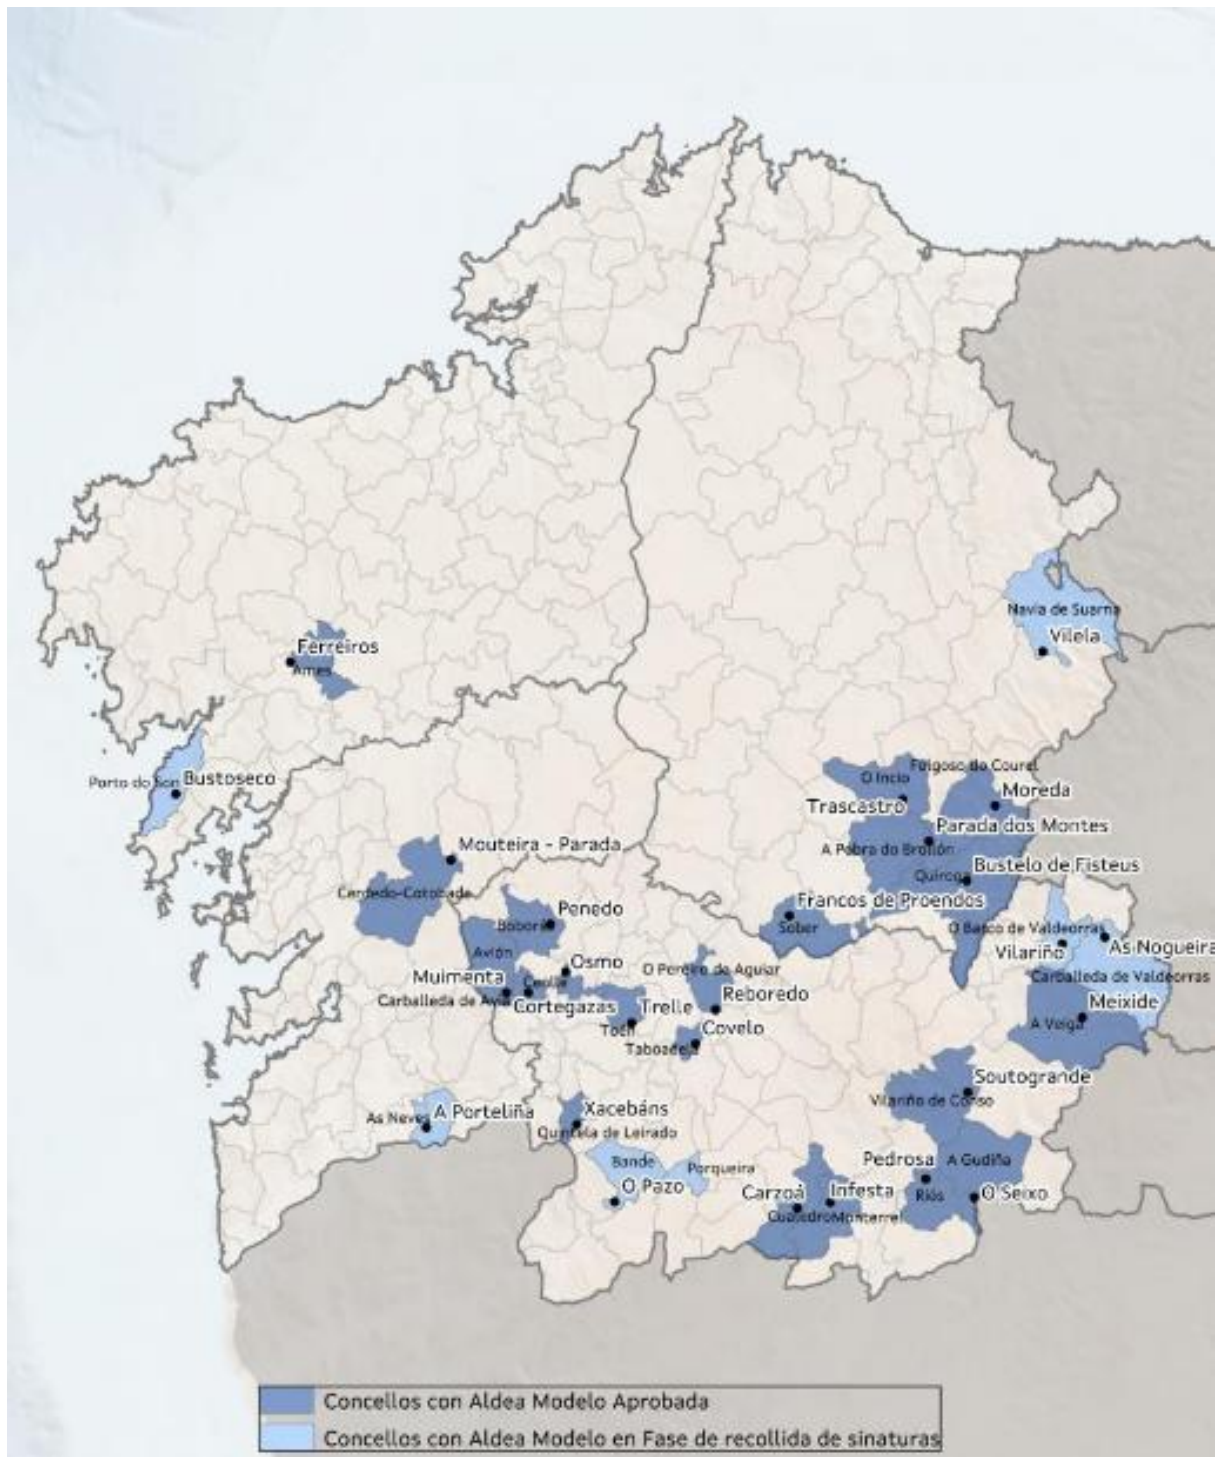 Navia de Suarna
Vilela
Ferreiros
Ames
Porto do Son
Bustoseco
Folgoso do Courel
O Incio
Moreda
Trascastro
Parada dos Montes
Mouteira - Parada
A Pobra do Brollón
Bustelo de Fisteus
Quiroga
Cerdedo-Cotobade
Francos de Proendos
Penedo
Sober
Boborás
O Barco de Valdeorras
Vilariño
As Nogueira
Avión
Osmo
O Pereiro de Aguiar
Carballeda de Valdeorras
Muimenta
Cenlle
Carballeda de Avia
Cortegazas
Trelle
Reboredo
Meixide
Toén
Covelo
A Veiga
Taboadela
Soutogrande
Vilariño de Conso
As Neves
A Porteliña
Xacebáns
Quintela de Leirado
Bande
Porqueira
Pedrosa
A Gudiña
O Pazo
Carzoá
Infesta
Riós
O Seixo
Cualedro
Monterrei
Concellos con Aldea Modelo Aprobada
Concellos con Aldea Modelo en Fase de recollida de sinaturas